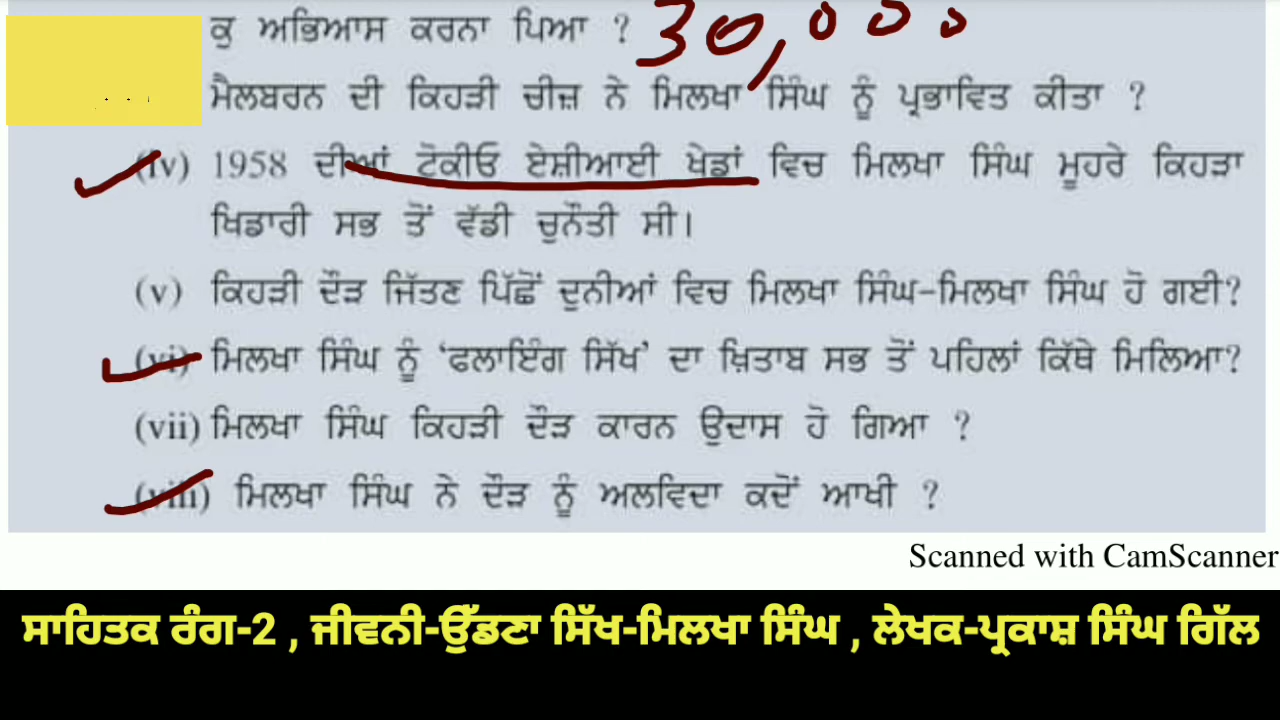 ਕੁ ਅਭਿਆਸ ਕਰਨਾ ਪਿਆ ? 30,000
ਮੈਲਬਰਨ ਦੀ ਕਿਹੜੀ ਚੀਜ਼ ਨੇ ਮਿਲਖਾ ਸਿੰਘ ਨੂੰ ਪ੍ਰਭਾਵਿਤ ਕੀਤਾ ?
(iv) 1958 ਦੀਆਂ ਟੋਕੀਓ ਏਸ਼ੀਆਈ ਖੇਡਾਂ ਵਿਚ ਮਿਲਖਾ ਸਿੰਘ ਮੂਹਰੇ ਕਿਹੜਾ
ਖਿਡਾਰੀ ਸਭ ਤੋਂ ਵੱਡੀ ਚੁਨੌਤੀ ਸੀ।
(v) ਕਿਹੜੀ ਦੌੜ ਜਿੱਤਣ ਪਿੱਛੋਂ ਦੁਨੀਆਂ ਵਿਚ ਮਿਲਖਾ ਸਿੰਘ-ਮਿਲਖਾ ਸਿੰਘ ਹੋ ਗਈ?
(vi) ਮਿਲਖਾ ਸਿੰਘ ਨੂੰ ‘ਫਲਾਇੰਗ ਸਿੱਖ’ ਦਾ ਖ਼ਿਤਾਬ ਸਭ ਤੋਂ ਪਹਿਲਾਂ ਕਿੱਥੇ ਮਿਲਿਆ?
(vii) ਮਿਲਖਾ ਸਿੰਘ ਕਿਹੜੀ ਦੌੜ ਕਾਰਨ ਉਦਾਸ ਹੋ ਗਿਆ ?
(viii) ਮਿਲਖਾ ਸਿੰਘ ਨੇ ਦੌੜ ਨੂੰ ਅਲਵਿਦਾ ਕਦੋਂ ਆਖੀ ?
Scanned with CamScanner
ਸਾਹਿਤਕ ਰੰਗ-2 , ਜੀਵਨੀ-ਉੱਡਣਾ ਸਿੱਖ-ਮਿਲਖਾ ਸਿੰਘ , ਲੇਖਕ-ਪ੍ਰਕਾਸ਼ ਸਿੰਘ ਗਿੱਲ